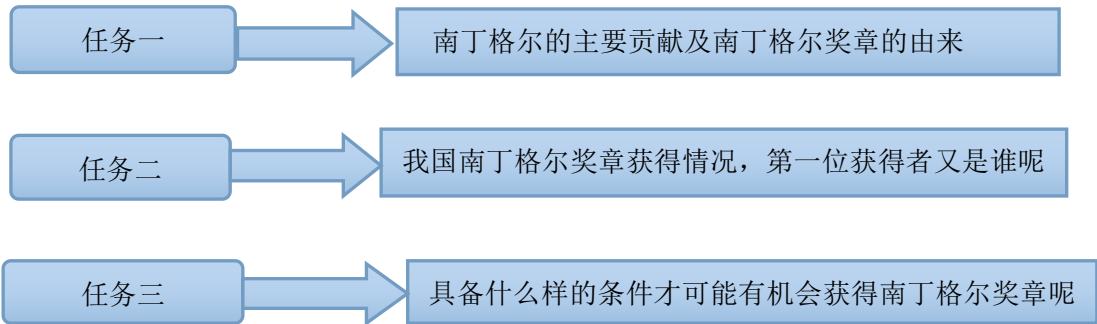 任务一
南丁格尔的主要贡献及南丁格尔奖章的由来
任务二
我国南丁格尔奖章获得情况，第一位获得者又是谁呢
任务三
具备什么样的条件才可能有机会获得南丁格尔奖章呢